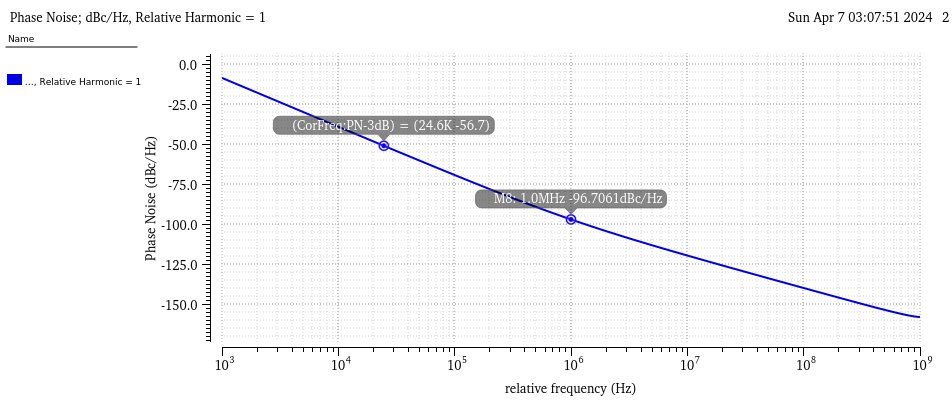 Phase Noise; dBc/Hz, Relative Harmonic = 1
Sun Apr 7 03:07:51 2024 2
Name
..., Relative Harmonic = 1
Phase Noise (dBc/Hz)
0.0
-25.0
-50.0
-75.0
-100.0
-125.0
-150.0
(CorFreq:PN-3dB) = (24.6K -56.7)
M8: 1.0MHz -96.7061dBc/Hz
10³ 10⁴ 10⁵ 10⁶ 10⁷ 10⁸ 10⁹
relative frequency (Hz)